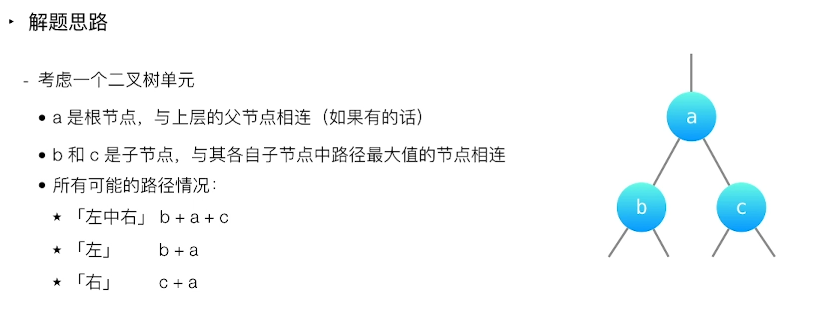 ‣ 解题思路
- 考虑一个二叉树单元
• a 是根节点，与上层的父节点相连（如果有的话）
• b 和 c 是子节点，与其各自子节点中路径最大值的节点相连
• 所有可能的路径情况：
★ 「左中右」 b + a + c
★ 「左」 b + a
★ 「右」 c + a
a
b
c